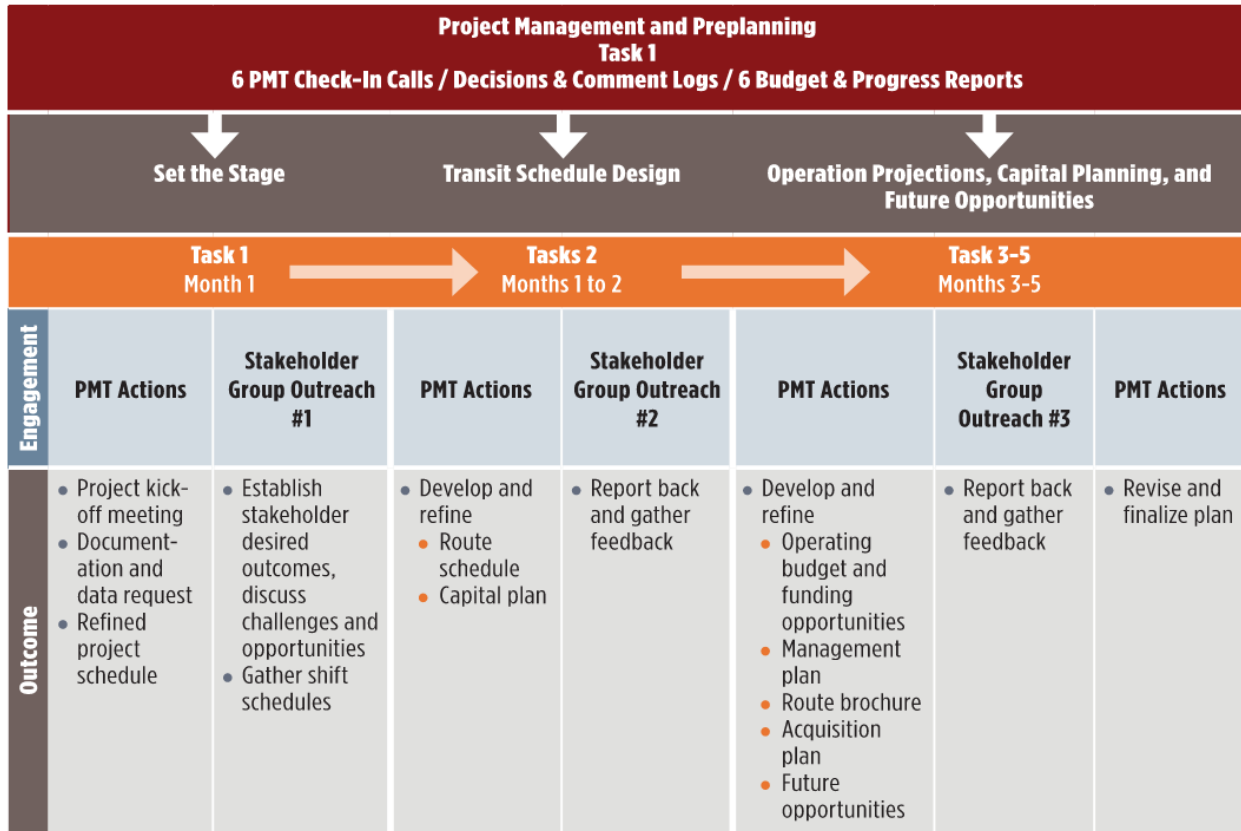 Project Management and Preplanning
Task 1
6 PMT Check-In Calls / Decisions & Comment Logs / 6 Budget & Progress Reports
Set the Stage
Transit Schedule Design
Operation Projections, Capital Planning, and
Future Opportunities
Task 1
Month 1
Tasks 2
Months 1 to 2
Task 3-5
Months 3-5
Engagement
PMT Actions
Stakeholder
Group Outreach
#1
PMT Actions
Stakeholder
Group Outreach
#2
PMT Actions
Stakeholder
Group
Outreach #3
PMT Actions
Outcome
• Project kick-
off meeting
• Document-
ation and
data request
• Refined
project
schedule
• Establish
stakeholder
desired
outcomes,
discuss
challenges and
opportunities
• Gather shift
schedules
• Develop and
refine
• Route
schedule
• Capital plan
• Report back
and gather
feedback
• Develop and
refine
• Operating
budget and
funding
opportunities
• Management
plan
• Route brochure
• Acquisition
plan
• Future
opportunities
• Report back
and gather
feedback
• Revise and
finalize plan